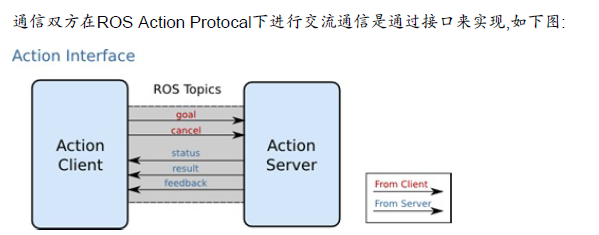 通信双方在ROS Action Protocal下进行交流通信是通过接口来实现,如下图:
Action Interface
ROS Topics
goal
cancel
status
result
feedback
Action
Client
Action
Server
From Client
From Server